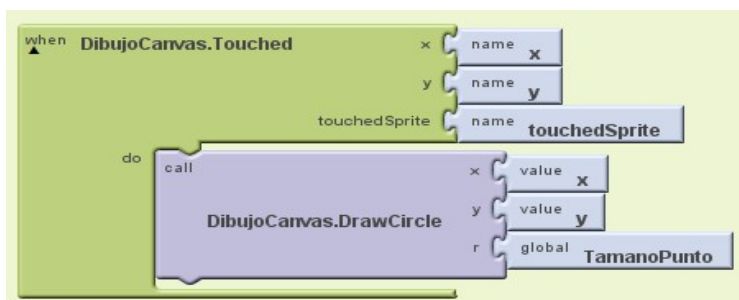 when DibujoCanvas.Touched x name x
y name y
touchedSprite name touchedSprite
do call x value x
DibujoCanvas.DrawCircle y value y
r global TamanoPunto